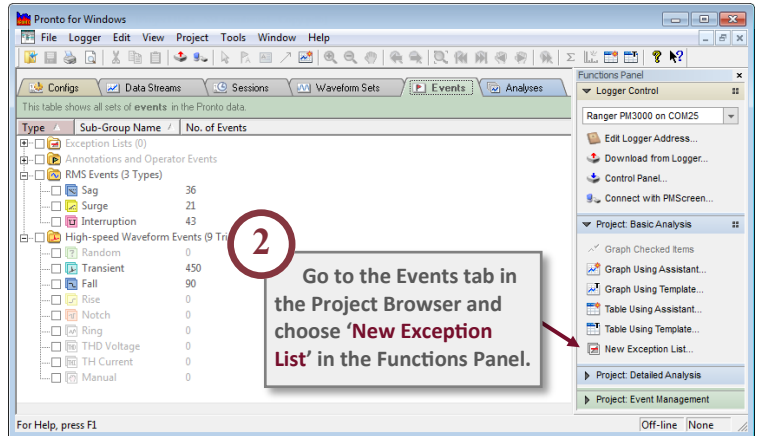 Pronto for Windows
File Logger Edit View Project Tools Window Help
Configs Data Streams Sessions Waveform Sets Events Analyses
This table shows all sets of events in the Pronto data.
Type Sub-Group Name / No. of Events
Exception Lists (0)
Annotations and Operator Events
RMS Events (3 Types)
Sag 36
Surge 21
Interruption 43
High-speed Waveform Events (9 Tri
Random 0
Transient 450
Fall 90
Rise 0
Notch 0
Ring 0
THD Voltage 0
TH Current 0
Manual 0
2
Go to the Events tab in
the Project Browser and
choose ‘New Exception
List’ in the Functions Panel.
Functions Panel x
Logger Control
Ranger PM3000 on COM25
Edit Logger Address...
Download from Logger...
Control Panel...
Connect with PMScreen...
Project: Basic Analysis
Graph Checked Items
Graph Using Assistant...
Graph Using Template...
Table Using Assistant...
Table Using Template...
New Exception List...
Project: Detailed Analysis
Project: Event Management
For Help, press F1
Off-line None